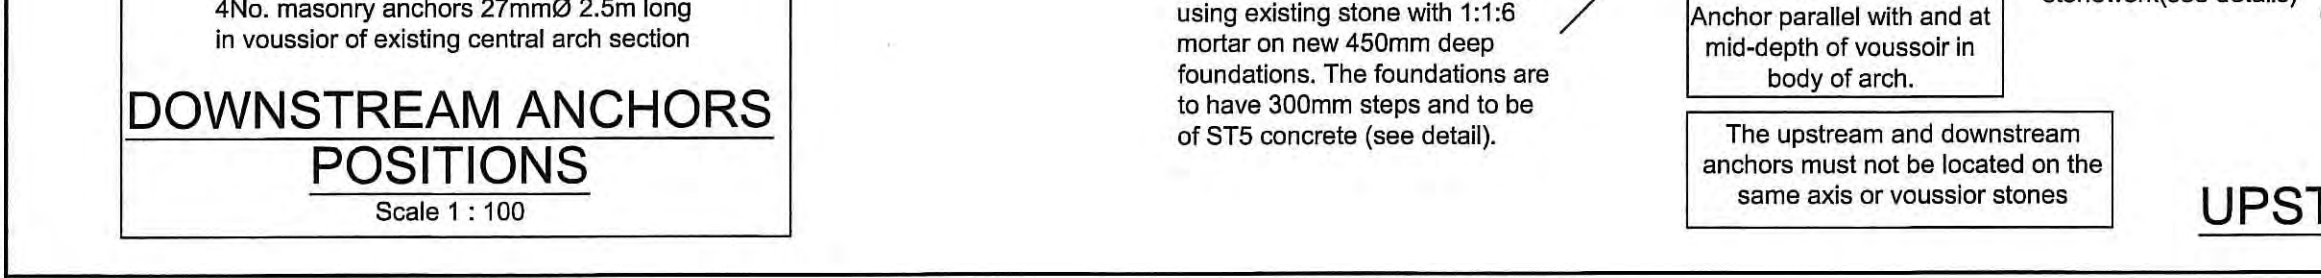 4No. masonry anchors 27mmØ 2.5m long
in voussior of existing central arch section
DOWNSTREAM ANCHORS
POSITIONS
Scale 1 : 100
using existing stone with 1:1:6
mortar on new 450mm deep
foundations. The foundations are
to have 300mm steps and to be
of ST5 concrete (see detail).
Anchor parallel with and at
mid-depth of voussoir in
body of arch.
The upstream and downstream
anchors must not be located on the
same axis or voussior stones
UPST